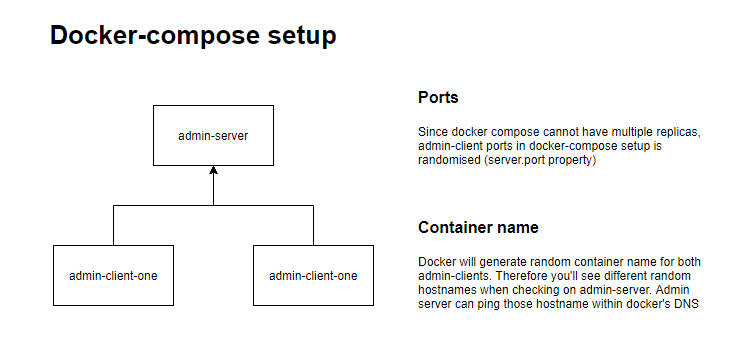 Docker-compose setup
admin-server
admin-client-one
admin-client-one
Ports
Since docker compose cannot have multiple replicas,
admin-client ports in docker-compose setup is
randomised (server.port property)
Container name
Docker will generate random container name for both
admin-clients. Therefore you'll see different random
hostnames when checking on admin-server. Admin
server can ping those hostname within docker's DNS